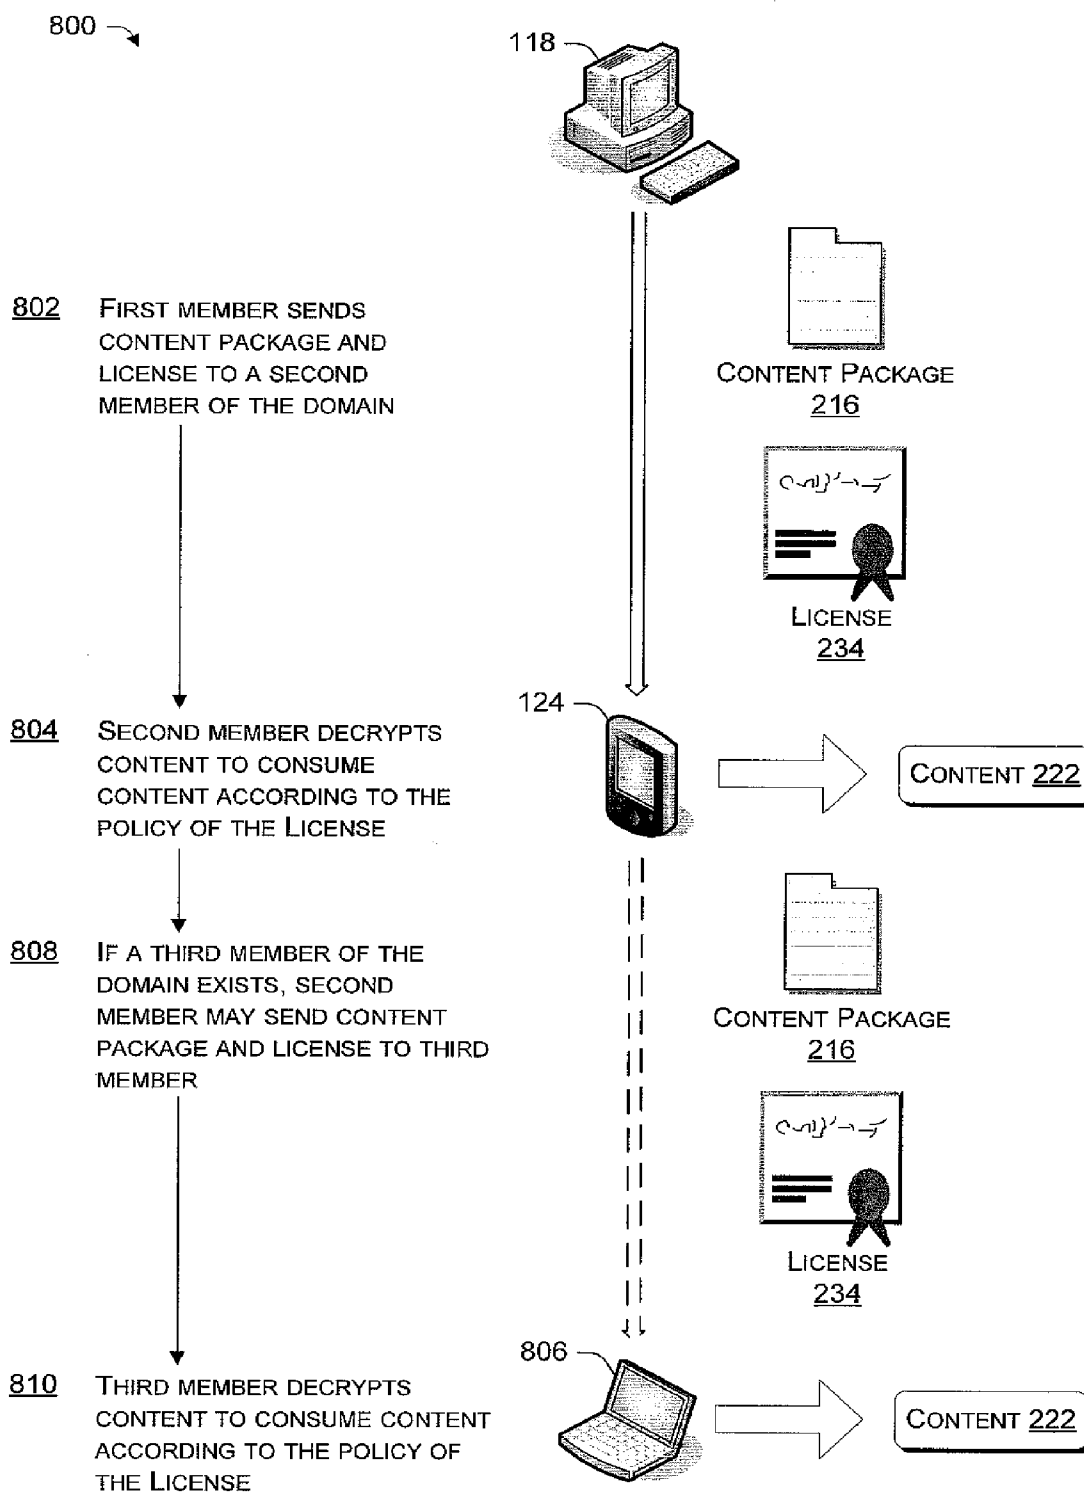 800
118
802 FIRST MEMBER SENDS
CONTENT PACKAGE AND
LICENSE TO A SECOND
MEMBER OF THE DOMAIN
CONTENT PACKAGE
216
LICENSE
234
124
804 SECOND MEMBER DECRYPTS
CONTENT TO CONSUME
CONTENT ACCORDING TO THE
POLICY OF THE LICENSE
CONTENT 222
808 IF A THIRD MEMBER OF THE
DOMAIN EXISTS, SECOND
MEMBER MAY SEND CONTENT
PACKAGE AND LICENSE TO THIRD
MEMBER
CONTENT PACKAGE
216
LICENSE
234
806
810 THIRD MEMBER DECRYPTS
CONTENT TO CONSUME CONTENT
ACCORDING TO THE POLICY OF
THE LICENSE
CONTENT 222